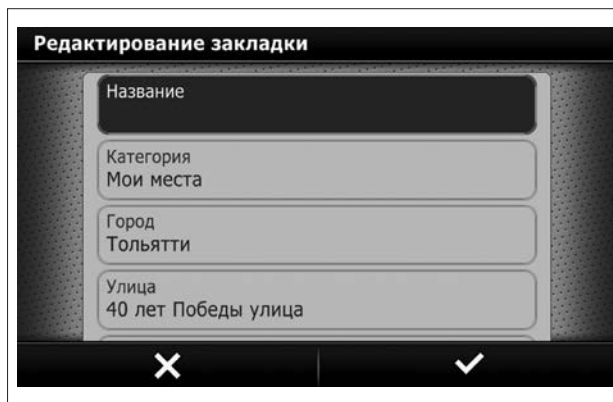 Редактирование закладки
Название
Категория
Мои места
Город
Тольятти
Улица
40 лет Победы улица